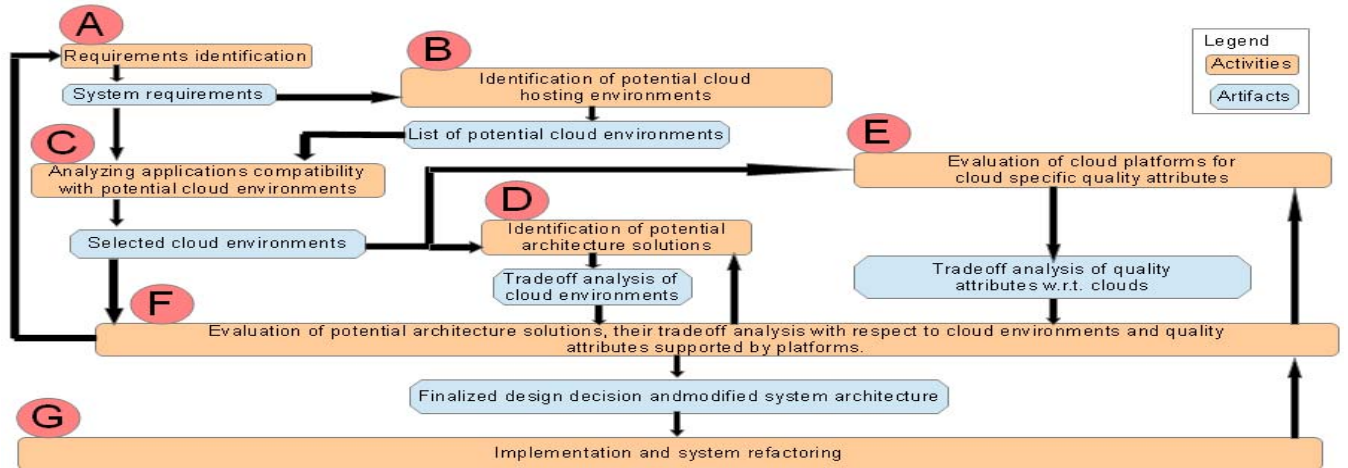 A
Requirements identification
System requirements
B
Identification of potential cloud
hosting environments
List of potential cloud environments
Legend
Activities
Artifacts
C
Analyzing applications compatibility
with potential cloud environments
Selected cloud environments
D
Identification of potential
architecture solutions
Tradeoff analysis of
cloud environments
E
Evaluation of cloud platforms for
cloud specific quality attributes
Tradeoff analysis of quality
attributes w.r.t. clouds
F
Evaluation of potential architecture solutions, their tradeoff analysis with respect to cloud environments and quality
attributes supported by platforms.
Finalized design decision andmodified system architecture
G
Implementation and system refactoring